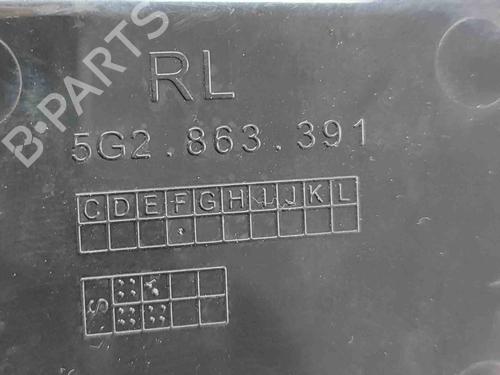 B-PARTS
RL
5G2.863.391
C D E F G H I J K L
S